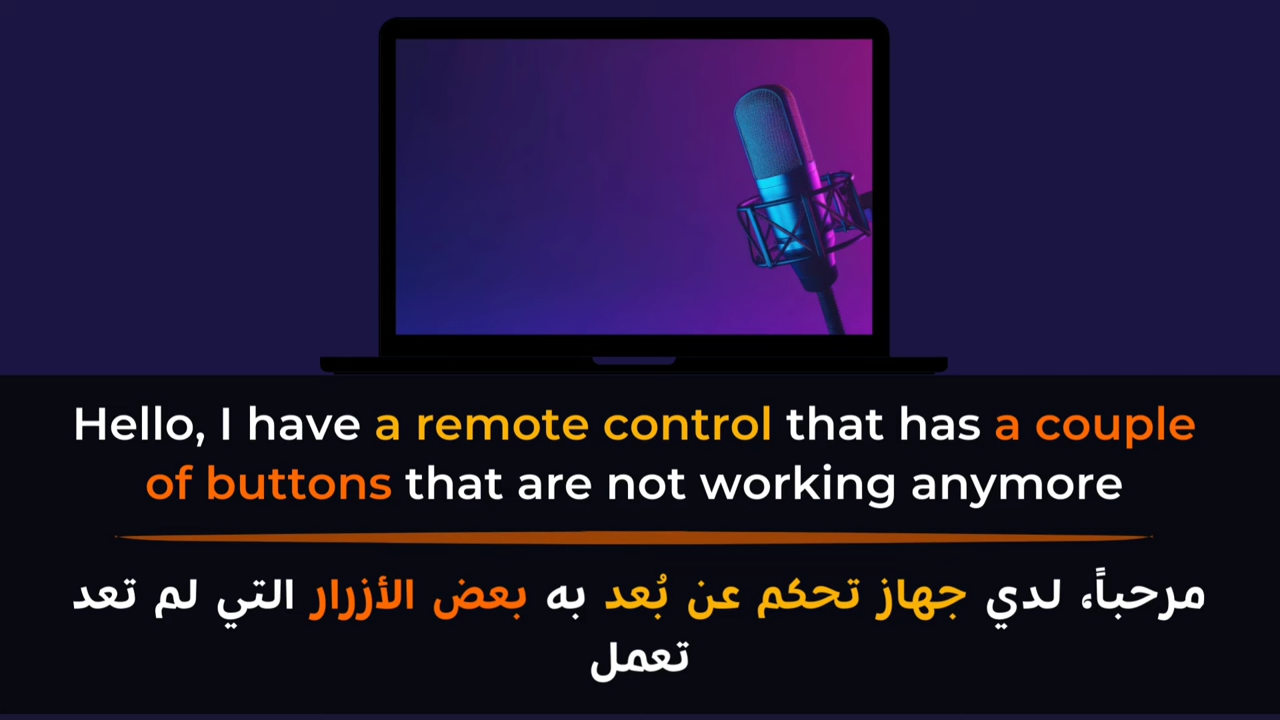 Hello, I have a remote control that has a couple
of buttons that are not working anymore
مرحباً، لدي جهاز تحكم عن بُعد به بعض الأزرار التي لم تعد
تعمل